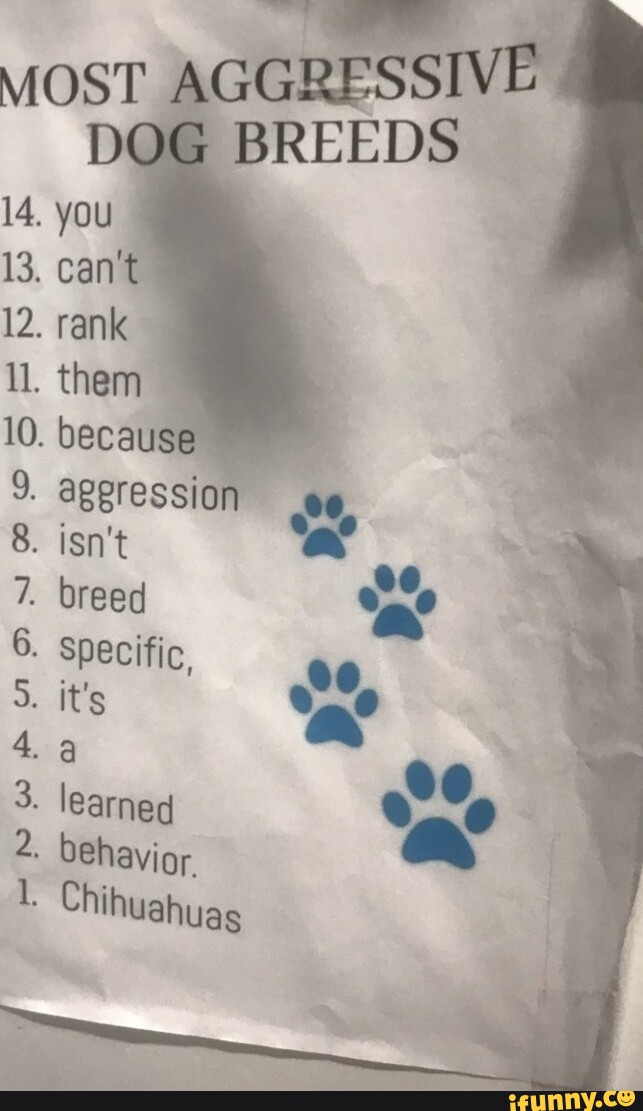 MOST AGGRESSIVE
DOG BREEDS
14. you
13. can't
12. rank
11. them
10. because
9. aggression
8. isn't
7. breed
6. specific,
5. it's
4. a
3. learned
2. behavior.
1. Chihuahuas
ifunny.co